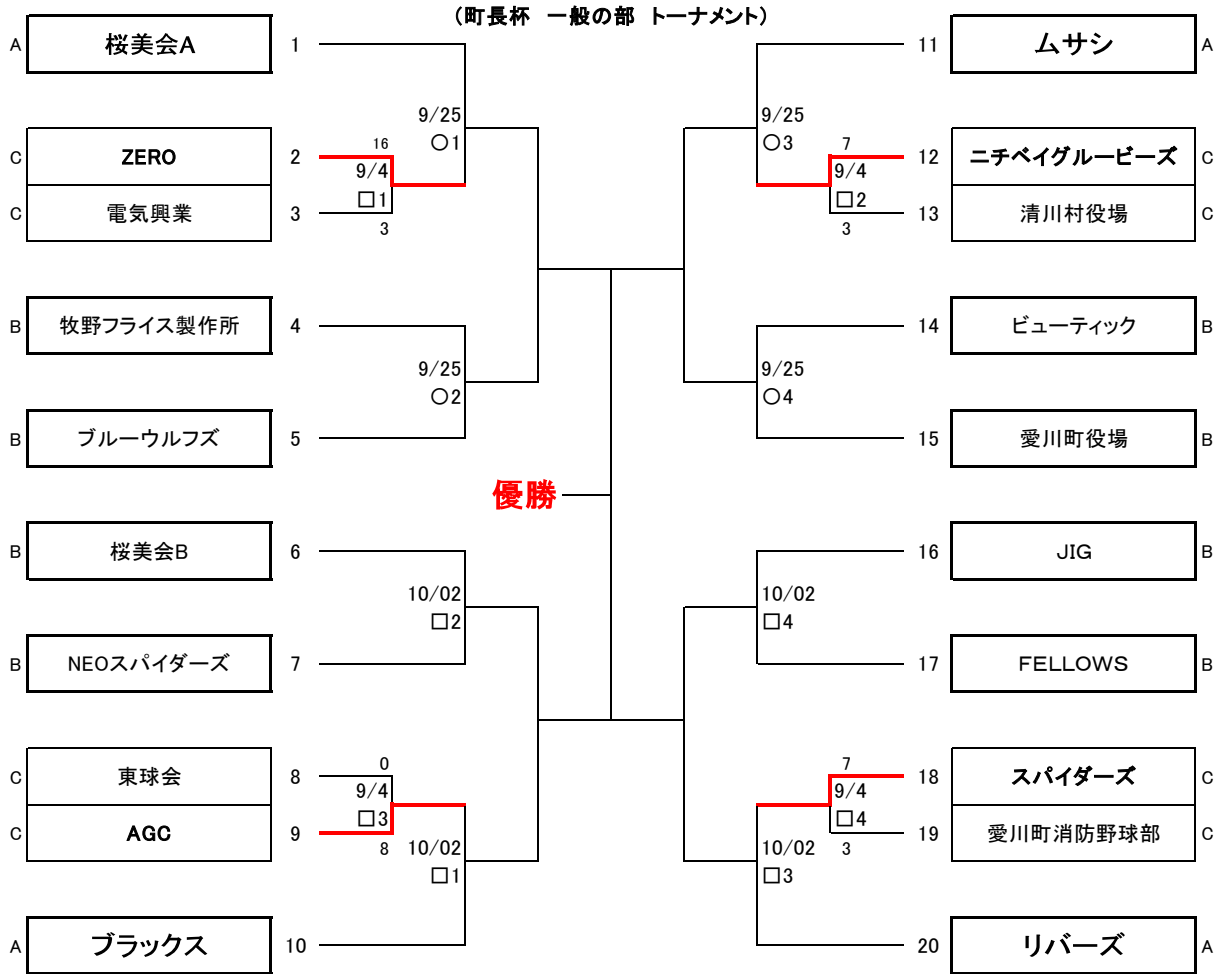 (町長杯 一般の部 トーナメント)
A 桜美会A 1
9/25
○1
C ZERO 2
16
9/4
□1
C 電気興業 3
3
B 牧野フライス製作所 4
9/25
○2
B ブルーウルフズ 5
優勝
B 桜美会B 6
10/02
□2
B NEOスパイダーズ 7
C 東球会 8
0
9/4
□3
C AGC 9
8
10/02
□1
A ブラックス 10
11 ムサシ A
9/25
○3
7
12 ニチベイグルービーズ C
9/4
□2
13 清川村役場 C
3
14 ビューティック B
9/25
○4
15 愛川町役場 B
16 JIG B
10/02
□4
17 FELLOWS B
7
18 スパイダーズ C
9/4
□4
19 愛川町消防野球部 C
3
10/02
□3
20 リバーズ A